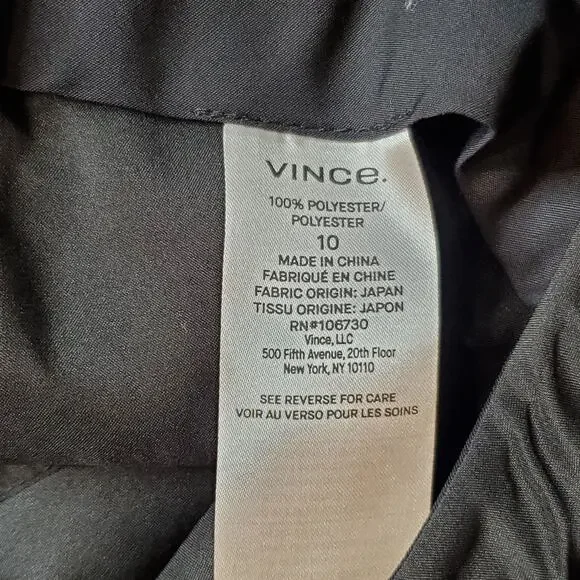 VINCE.
100% POLYESTER/
POLYESTER
10
MADE IN CHINA
FABRIQUÉ EN CHINE
FABRIC ORIGIN: JAPAN
TISSU ORIGINE: JAPON
RN#106730
Vince, LLC
500 Fifth Avenue, 20th Floor
New York, NY 10110
SEE REVERSE FOR CARE
VOIR AU VERSO POUR LES SOINS